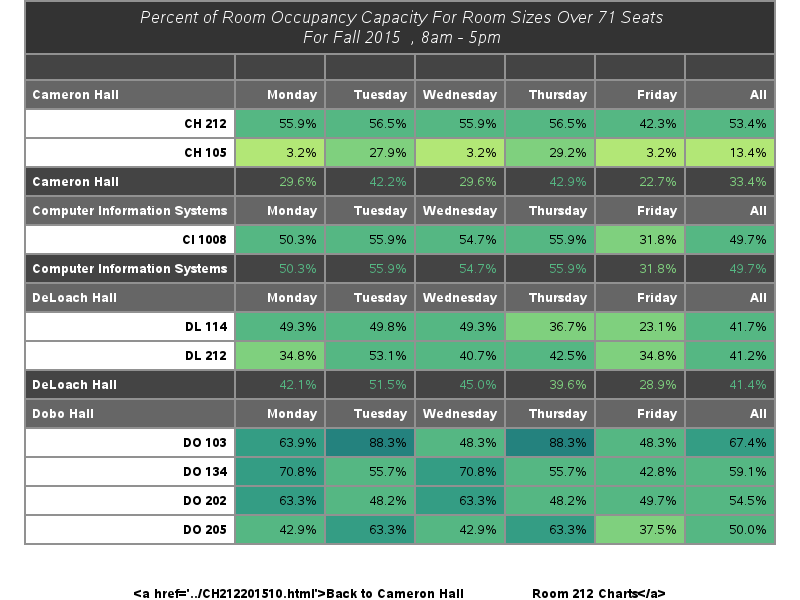 Percent of Room Occupancy Capacity For Room Sizes Over 71 Seats
For Fall 2015 , 8am - 5pm
Cameron Hall Monday Tuesday Wednesday Thursday Friday All
CH 212 55.9% 56.5% 55.9% 56.5% 42.3% 53.4%
CH 105 3.2% 27.9% 3.2% 29.2% 3.2% 13.4%
Cameron Hall 29.6% 42.2% 29.6% 42.9% 22.7% 33.4%
Computer Information Systems Monday Tuesday Wednesday Thursday Friday All
CI 1008 50.3% 55.9% 54.7% 55.9% 31.8% 49.7%
Computer Information Systems 50.3% 55.9% 54.7% 55.9% 31.8% 49.7%
DeLoach Hall Monday Tuesday Wednesday Thursday Friday All
DL 114 49.3% 49.8% 49.3% 36.7% 23.1% 41.7%
DL 212 34.8% 53.1% 40.7% 42.5% 34.8% 41.2%
DeLoach Hall 42.1% 51.5% 45.0% 39.6% 28.9% 41.4%
Dobo Hall Monday Tuesday Wednesday Thursday Friday All
DO 103 63.9% 88.3% 48.3% 88.3% 48.3% 67.4%
DO 134 70.8% 55.7% 70.8% 55.7% 42.8% 59.1%
DO 202 63.3% 48.2% 63.3% 48.2% 49.7% 54.5%
DO 205 42.9% 63.3% 42.9% 63.3% 37.5% 50.0%
<a href='../CH212201510.html'>Back to Cameron Hall Room 212 Charts</a>